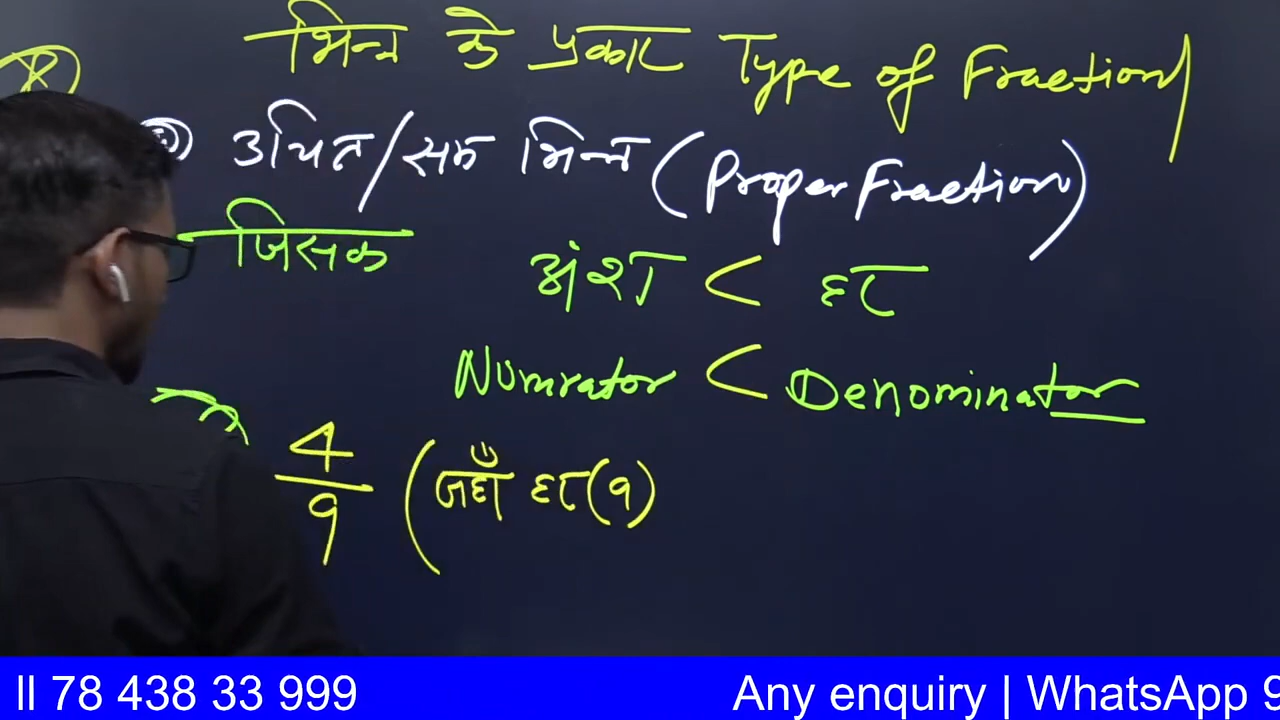 भिन्न के प्रकार Type of Fraction
उचित/सम भिन्न (Proper Fraction)
जिसक
अंश < हर
Numrator < Denominator
4/9 (जहाँ हर(9)
ll 78 438 33 999
Any enquiry | WhatsApp 9